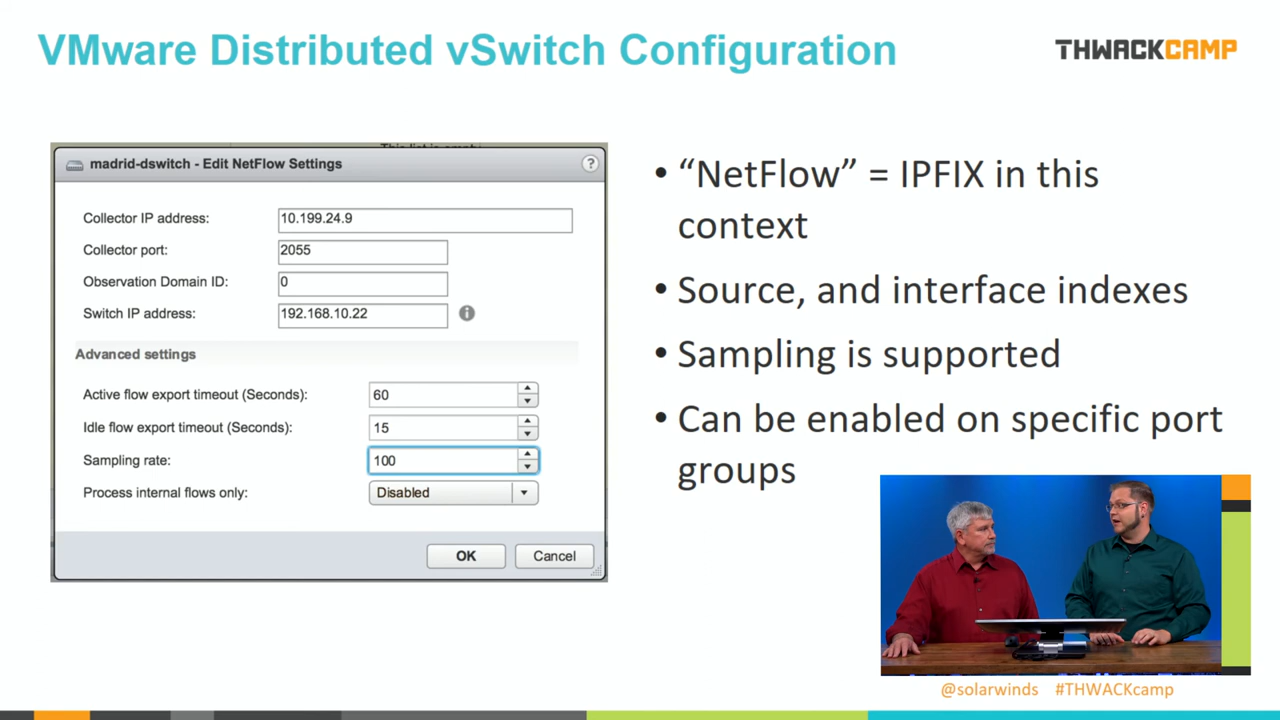 VMware Distributed vSwitch Configuration
THWACKCAMP
This list is empty
madrid-dswitch - Edit NetFlow Settings
?
Collector IP address: 10.199.24.9
Collector port: 2055
Observation Domain ID: 0
Switch IP address: 192.168.10.22
Advanced settings
Active flow export timeout (Seconds): 60
Idle flow export timeout (Seconds): 15
Sampling rate: 100
Process internal flows only: Disabled
OK Cancel
• “NetFlow” = IPFIX in this
context
• Source, and interface indexes
• Sampling is supported
• Can be enabled on specific port
groups
@solarwinds #THWACKcamp